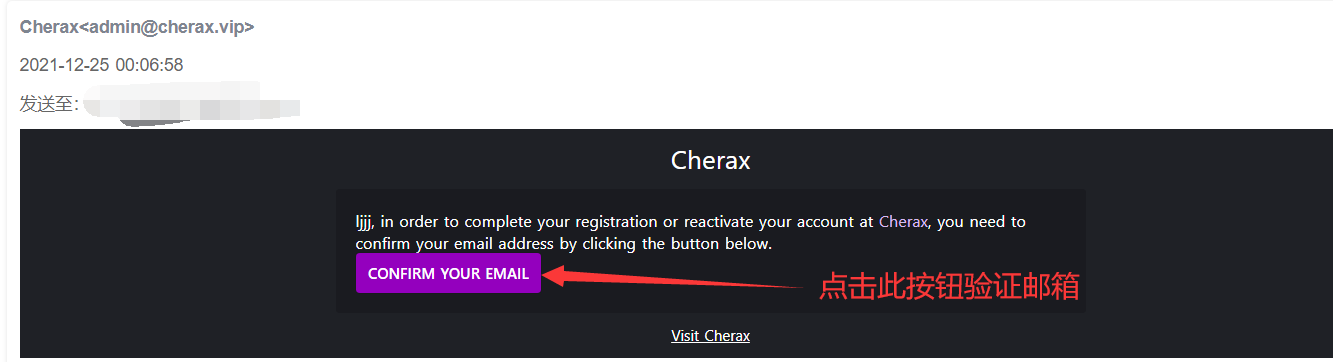 Cherax<admin@cherax.vip>
2021-12-25 00:06:58
发送至：
Cherax
ljjj, in order to complete your registration or reactivate your account at Cherax, you need to
confirm your email address by clicking the button below.
CONFIRM YOUR EMAIL
点击此按钮验证邮箱
Visit Cherax